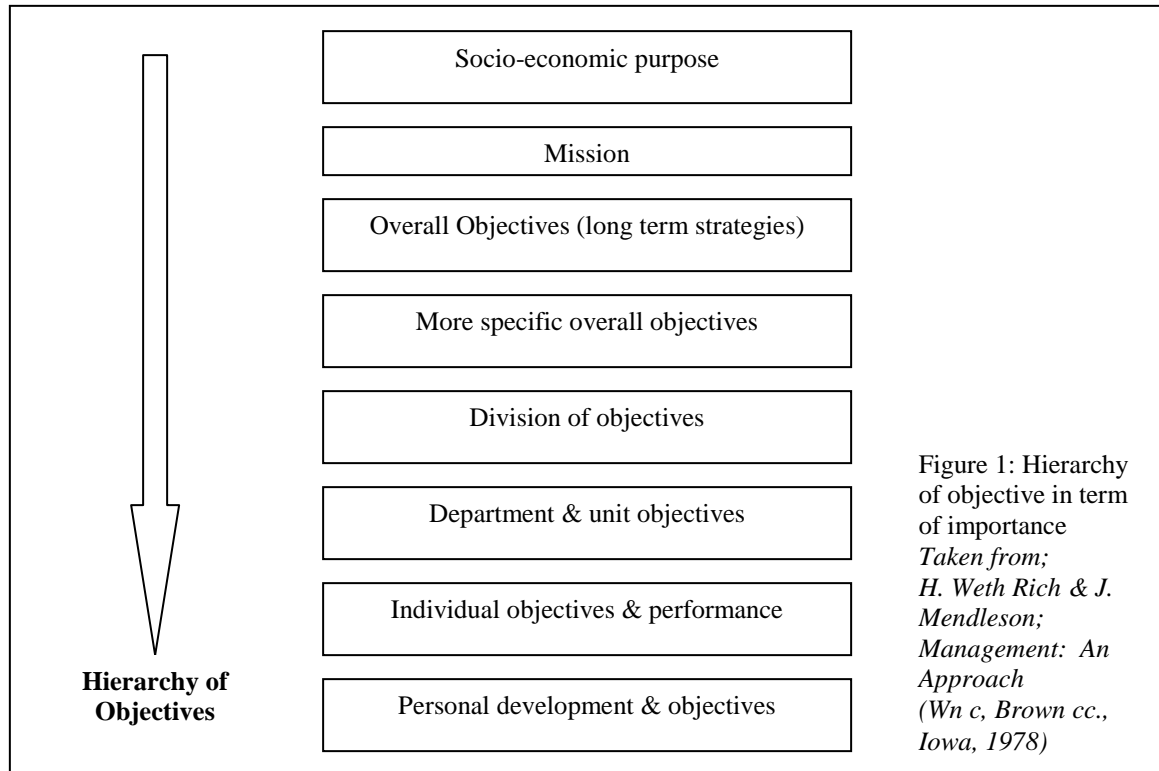 Socio-economic purpose
Mission
Overall Objectives (long term strategies)
More specific overall objectives
Division of objectives
Department & unit objectives
Individual objectives & performance
Personal development & objectives
Hierarchy of
Objectives
Figure 1: Hierarchy
of objective in term
of importance
Taken from;
H. Weth Rich & J.
Mendleson;
Management: An
Approach
(Wn c, Brown cc.,
Iowa, 1978)